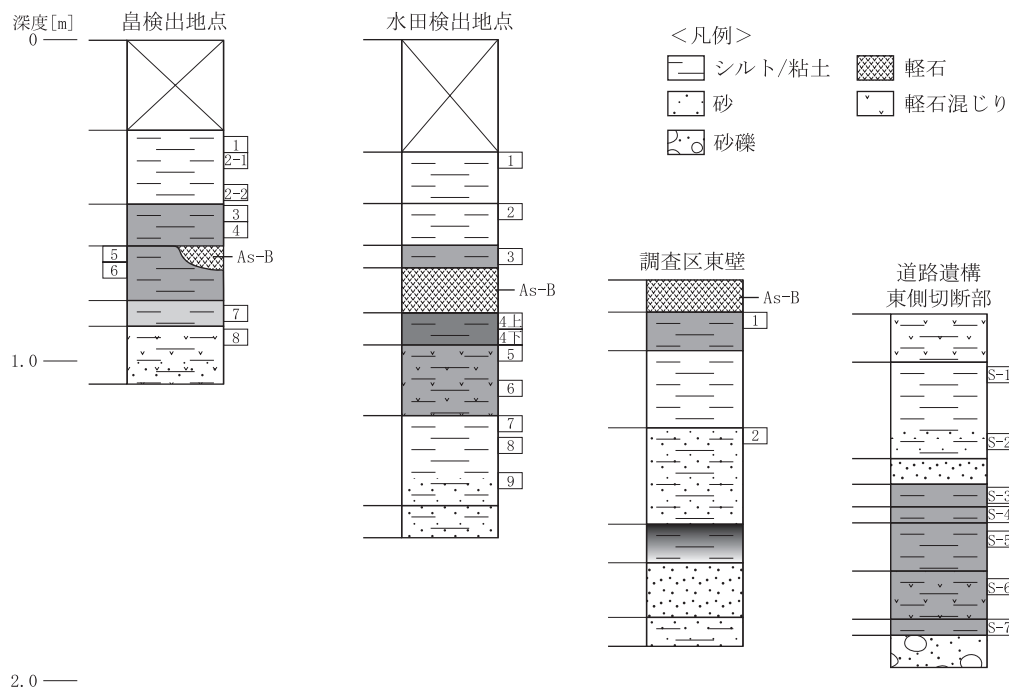 深度[m]
0
1.0
2.0
畠検出地点
1
2-1
2-2
3
4
5
6
As-B
7
8
水田検出地点
1
2
3
As-B
4上
4下
5
6
7
8
9
＜凡例＞
シルト/粘土
軽石
砂
軽石混じり
砂礫
調査区東壁
As-B
1
2
道路遺構
東側切断部
S-1
S-2
S-3
S-4
S-5
S-6
S-7